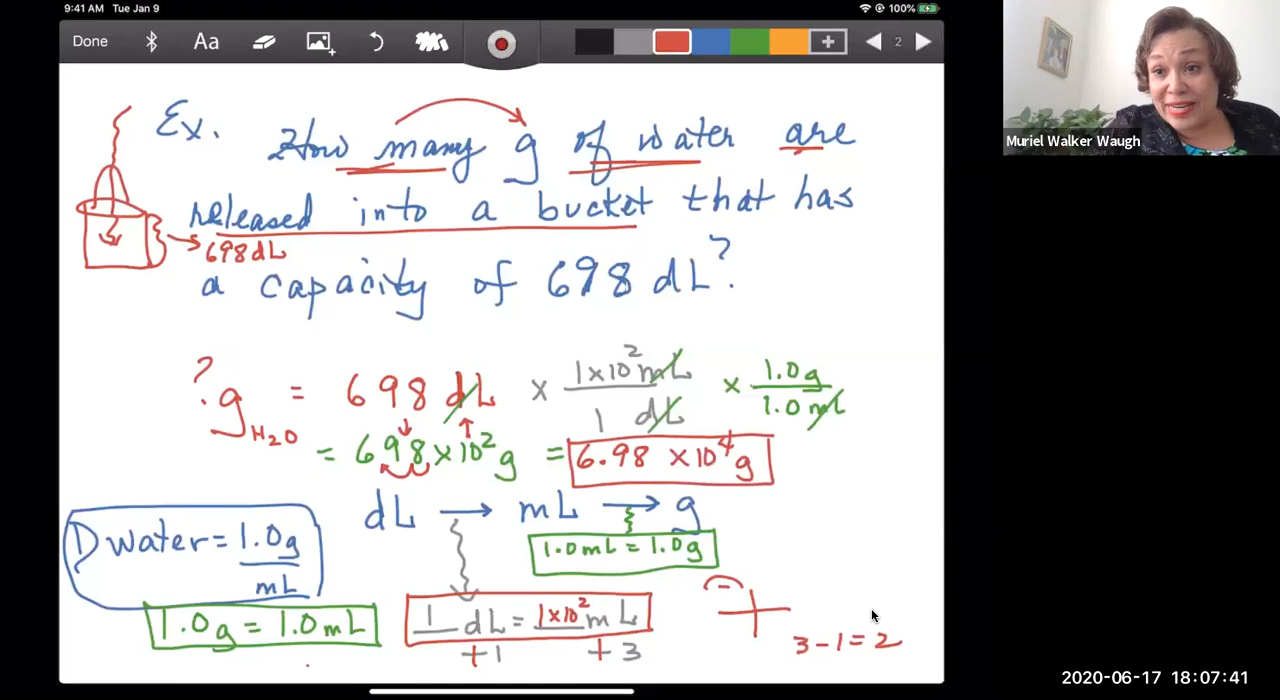 9:41 AM Tue Jan 9
100%
Done
Aa
2
Muriel Walker Waugh
Ex. How many g of water are
released into a bucket that has
698 dL
a capacity of 698 dL?
? g H2O = 698 dL × 1×10² mL / 1 dL × 1.0 g / 1.0 mL
= 698 × 10² g = 6.98 × 10⁴ g
dL → mL → g
D water = 1.0 g / mL
1.0 mL = 1.0 g
1.0 g = 1.0 mL
1 dL = 1×10² mL
+1 +3
−
3 - 1 = 2
2020-06-17 18:07:41